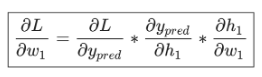 ∂L/∂w₁ = ∂L/∂y_pred * ∂y_pred/∂h₁ * ∂h₁/∂w₁